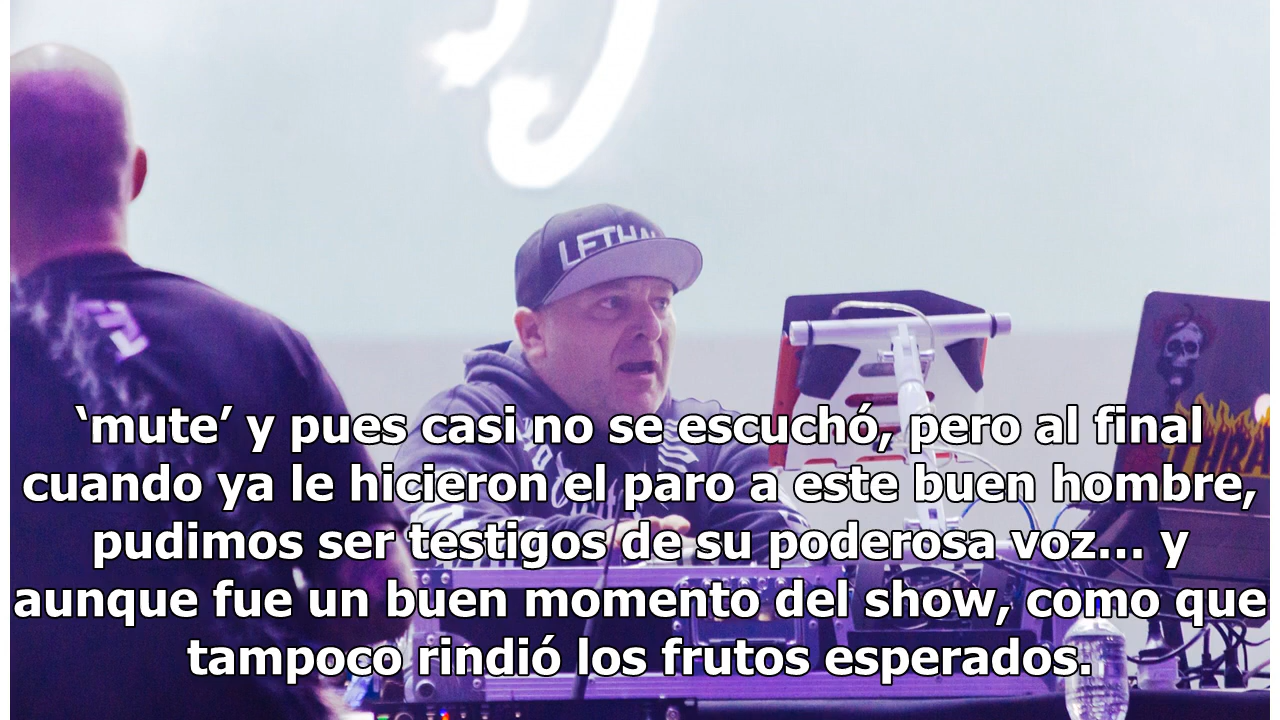 LETHAL
THRA
‘mute’ y pues casi no se escuchó, pero al final
cuando ya le hicieron el paro a este buen hombre,
pudimos ser testigos de su poderosa voz... y
aunque fue un buen momento del show, como que
tampoco rindió los frutos esperados.